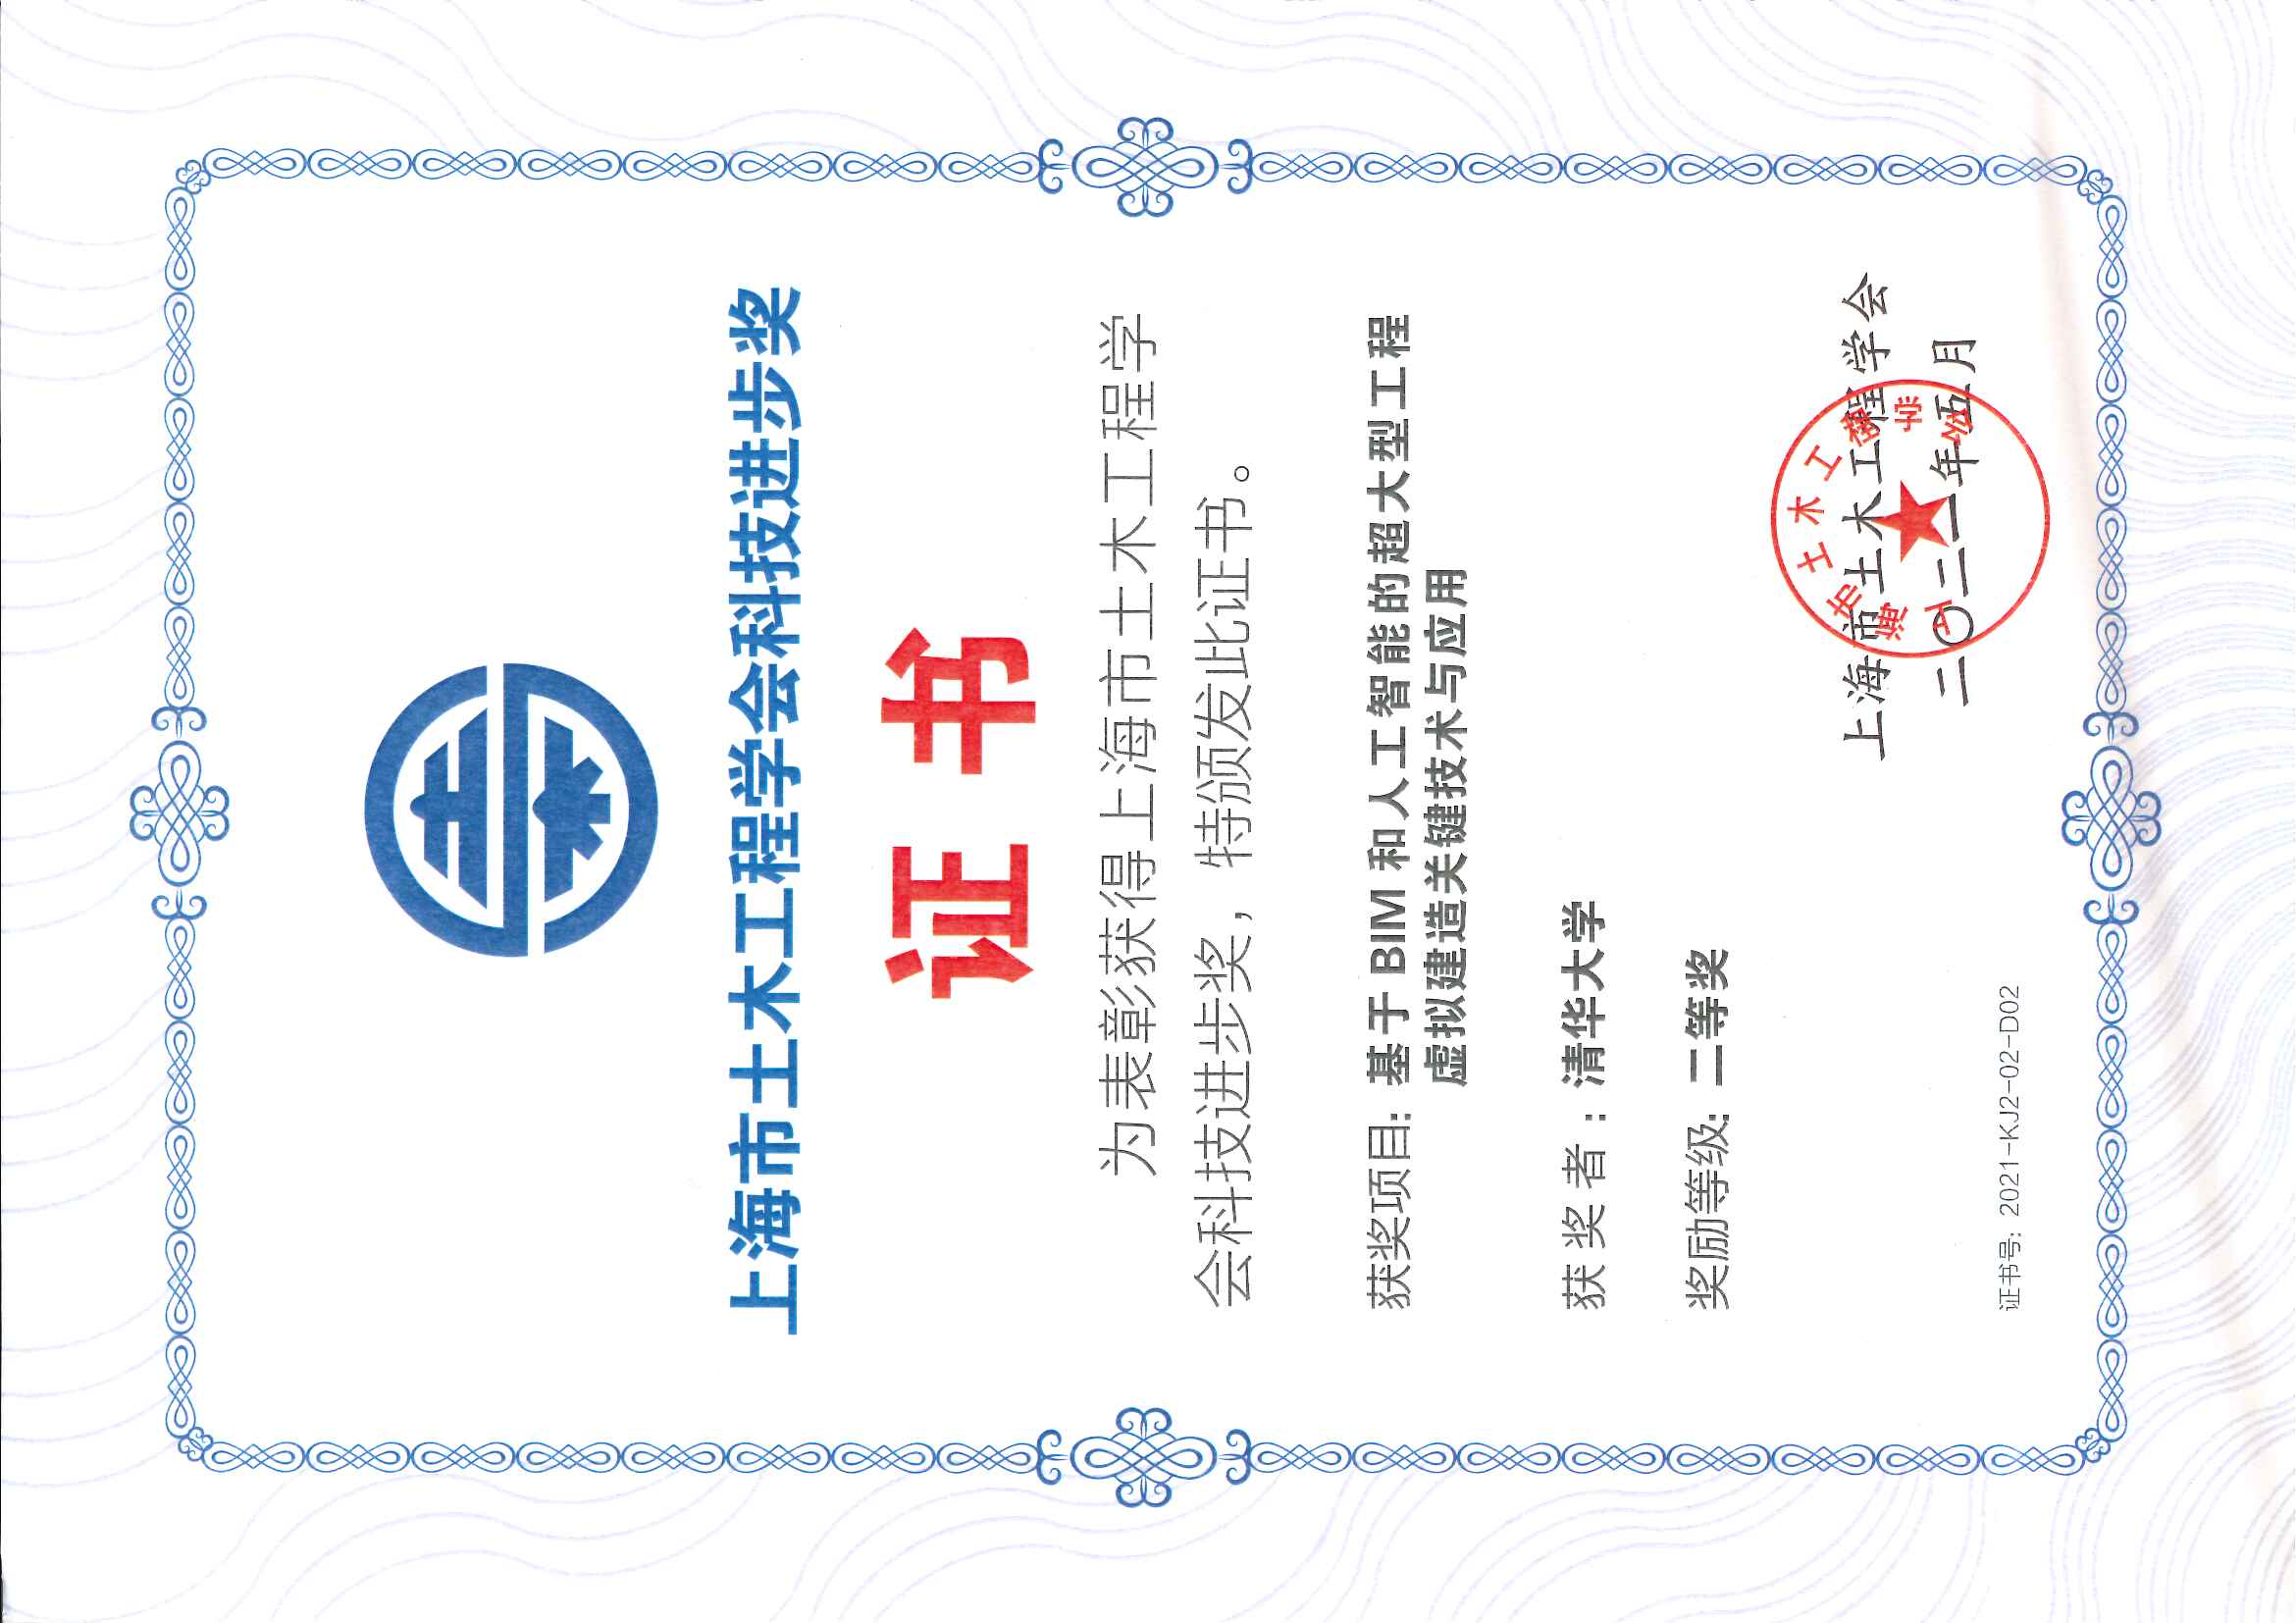 上海市土木工程学会科技进步奖
证书
为表彰获得上海市土木工程学
会科技进步奖，特颁发此证书。
获奖项目：基于 BIM 和人工智能的超大型工程
虚拟建造关键技术与应用
获奖者：清华大学
奖励等级：二等奖
上海市土木工程学会
上海市土木工程学会
二〇二一年五月
证书号：2021-KJ2-02-D02